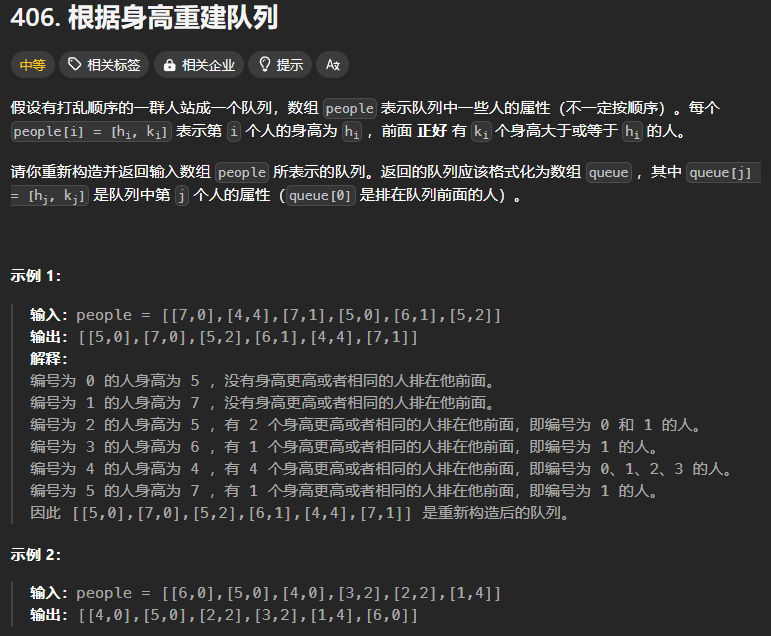 406. 根据身高重建队列
中等 相关标签 相关企业 提示 Aあ
假设有打乱顺序的一群人站成一个队列，数组 people 表示队列中一些人的属性（不一定按顺序）。每个
people[i] = [hi, ki] 表示第 i 个人的身高为 hi ，前面 正好 有 ki 个身高大于或等于 hi 的人。
请你重新构造并返回输入数组 people 所表示的队列。返回的队列应该格式化为数组 queue ，其中 queue[j]
= [hj, kj] 是队列中第 j 个人的属性（queue[0] 是排在队列前面的人）。
示例 1：
输入：people = [[7,0],[4,4],[7,1],[5,0],[6,1],[5,2]]
输出：[[5,0],[7,0],[5,2],[6,1],[4,4],[7,1]]
解释：
编号为 0 的人身高为 5 ，没有身高更高或者相同的人排在他前面。
编号为 1 的人身高为 7 ，没有身高更高或者相同的人排在他前面。
编号为 2 的人身高为 5 ，有 2 个身高更高或者相同的人排在他前面，即编号为 0 和 1 的人。
编号为 3 的人身高为 6 ，有 1 个身高更高或者相同的人排在他前面，即编号为 1 的人。
编号为 4 的人身高为 4 ，有 4 个身高更高或者相同的人排在他前面，即编号为 0、1、2、3 的人。
编号为 5 的人身高为 7 ，有 1 个身高更高或者相同的人排在他前面，即编号为 1 的人。
因此 [[5,0],[7,0],[5,2],[6,1],[4,4],[7,1]] 是重新构造后的队列。
示例 2：
输入：people = [[6,0],[5,0],[4,0],[3,2],[2,2],[1,4]]
输出：[[4,0],[5,0],[2,2],[3,2],[1,4],[6,0]]